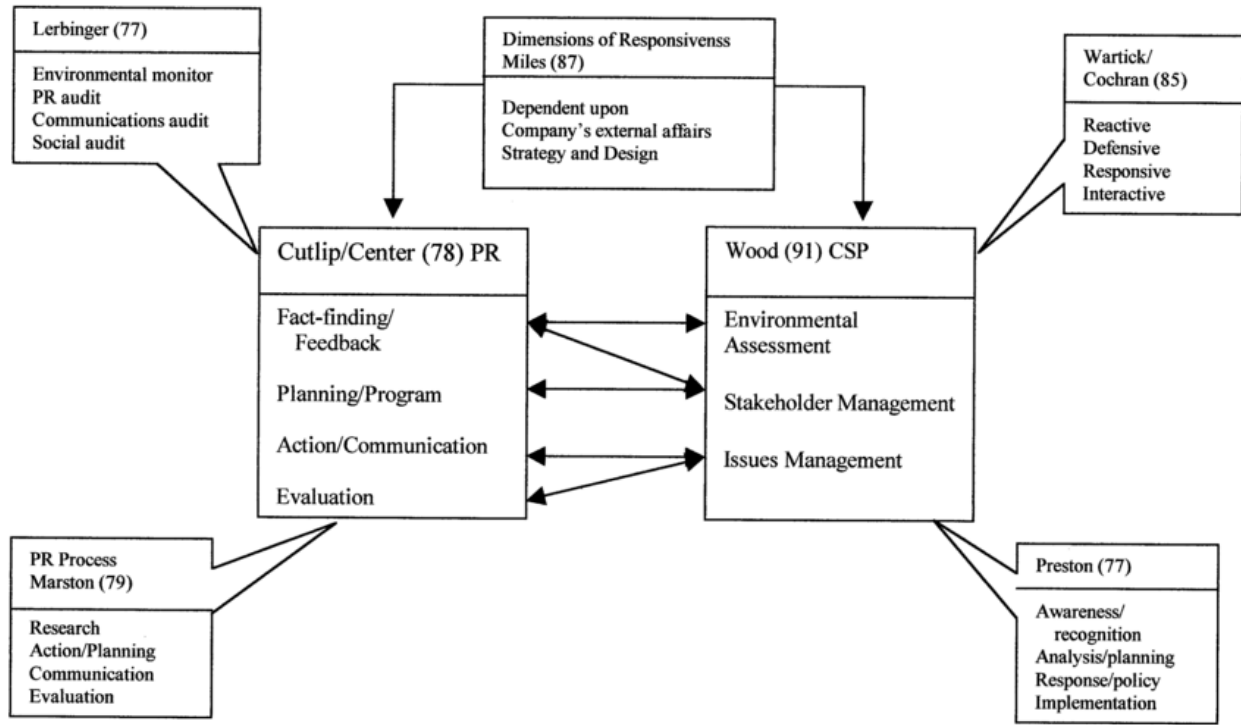 Lerbinger (77)
Environmental monitor
PR audit
Communications audit
Social audit
Dimensions of Responsivenss
Miles (87)
Dependent upon
Company's external affairs
Strategy and Design
Wartick/
Cochran (85)
Reactive
Defensive
Responsive
Interactive
Cutlip/Center (78) PR
Fact-finding/
Feedback
Planning/Program
Action/Communication
Evaluation
Wood (91) CSP
Environmental
Assessment
Stakeholder Management
Issues Management
PR Process
Marston (79)
Research
Action/Planning
Communication
Evaluation
Preston (77)
Awareness/
recognition
Analysis/planning
Response/policy
Implementation